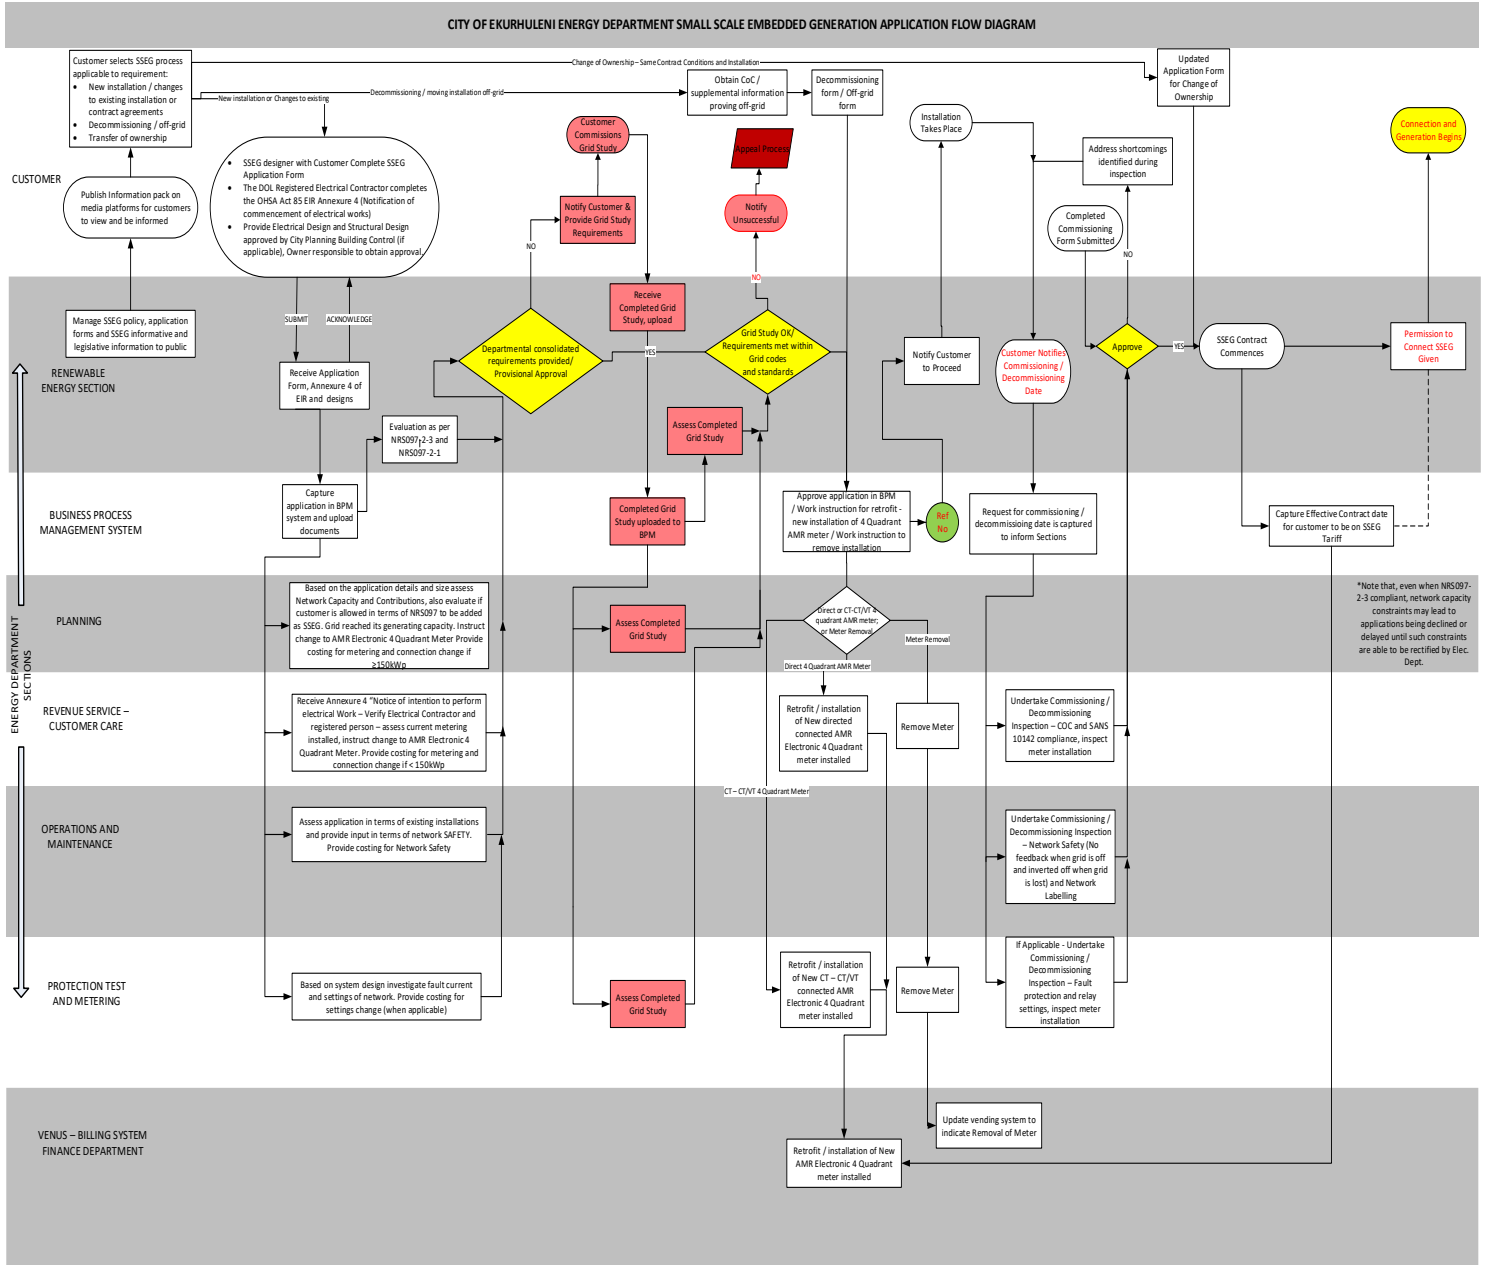 CITY OF EKURHULENI ENERGY DEPARTMENT SMALL SCALE EMBEDDED GENERATION APPLICATION FLOW DIAGRAM
Customer selects SSEG process
applicable to requirement:
• New installation / changes
to existing installation or
contract agreements
• Decommissioning / off-grid
• Transfer of ownership
Change of Ownership – Same Contract Conditions and Installation
Decommissioning / moving installation off-grid
New installation or Changes to existing
Obtain CoC /
supplemental information
proving off-grid
Decommissioning
form / Off-grid
form
Updated
Application Form
for Change of
Ownership
CUSTOMER
Publish Information pack on
media platforms for customers
to view and be informed
• SSEG designer with Customer Complete SSEG
Application Form
• The DOL Registered Electrical Contractor completes
the OHSA Act 85 EIR Annexure 4 (Notification of
commencement of electrical works)
• Provide Electrical Design and Structural Design
approved by City Planning Building Control (if
applicable), Owner responsible to obtain approval.
Customer
Commissions
Grid Study
Notify Customer &
Provide Grid Study
Requirements
NO
Appeal Process
Notify
Unsuccessful
NO
Installation
Takes Place
Address shortcomings
identified during
inspection
Completed
Commissioning
Form Submitted
NO
Connection and
Generation Begins
Manage SSEG policy, application
forms and SSEG informative and
legislative information to public
RENEWABLE
ENERGY SECTION
SUBMIT
ACKNOWLEDGE
Receive Application
Form, Annexure 4 of
EIR and designs
Evaluation as per
NRS097-2-3 and
NRS097-2-1
Departmental consolidated
requirements provided/
Provisional Approval
Receive
Completed Grid
Study, upload
YES
Grid Study OK/
Requirements met within
Grid codes
and standards
Assess Completed
Grid Study
Notify Customer
to Proceed
Customer Notifies
Commissioning /
Decommissioning
Date
Approve
YES
SSEG Contract
Commences
Permission to
Connect SSEG
Given
BUSINESS PROCESS
MANAGEMENT SYSTEM
Capture
application in BPM
system and upload
documents
Completed Grid
Study uploaded to
BPM
Approve application in BPM
/ Work instruction for retrofit -
new installation of 4 Quadrant
AMR meter / Work instruction to
remove installation
Ref
No
Request for commissioning /
decommissioing date is captured
to inform Sections
Capture Effective Contract date
for customer to be on SSEG
Tariff
ENERGY DEPARTMENT
SECTIONS
PLANNING
Based on the application details and size assess
Network Capacity and Contributions, also evaluate if
customer is allowed in terms of NRS097 to be added
as SSEG. Grid reached its generating capacity. Instruct
change to AMR Electronic 4 Quadrant Meter Provide
costing for metering and connection change if
≥150kWp
Assess Completed
Grid Study
Direct or CT-CT/VT 4
quadrant AMR meter;
or Meter Removal
Meter Removal
Direct 4 Quadrant AMR Meter
*Note that, even when NRS097-
2-3 compliant, network capacity
constraints may lead to
applications being declined or
delayed until such constraints
are able to be rectified by Elec.
Dept.
REVENUE SERVICE –
CUSTOMER CARE
Receive Annexure 4 "Notice of intention to perform
electrical Work – Verify Electrical Contractor and
registered person – assess current metering
installed, instruct change to AMR Electronic 4
Quadrant Meter. Provide costing for metering and
connection change if < 150kWp
Retrofit / installation
of New directed
connected AMR
Electronic 4 Quadrant
meter installed
Remove Meter
Undertake Commissioning /
Decommissioning
Inspection – COC and SANS
10142 compliance, inspect
meter installation
CT – CT/VT 4 Quadrant Meter
OPERATIONS AND
MAINTENANCE
Assess application in terms of existing installations
and provide input in terms of network SAFETY.
Provide costing for Network Safety
Undertake Commissioning /
Decommissioning Inspection
– Network Safety (No
feedback when grid is off
and inverted off when grid
is lost) and Network
Labelling
PROTECTION TEST
AND METERING
Based on system design investigate fault current
and settings of network. Provide costing for
settings change (when applicable)
Assess Completed
Grid Study
Retrofit / installation
of New CT – CT/VT
connected AMR
Electronic 4 Quadrant
meter installed
Remove Meter
If Applicable - Undertake
Commissioning /
Decommissioning
Inspection – Fault
protection and relay
settings, inspect meter
installation
VENUS – BILLING SYSTEM
FINANCE DEPARTMENT
Update vending system to
indicate Removal of Meter
Retrofit / installation of New
AMR Electronic 4 Quadrant
meter installed